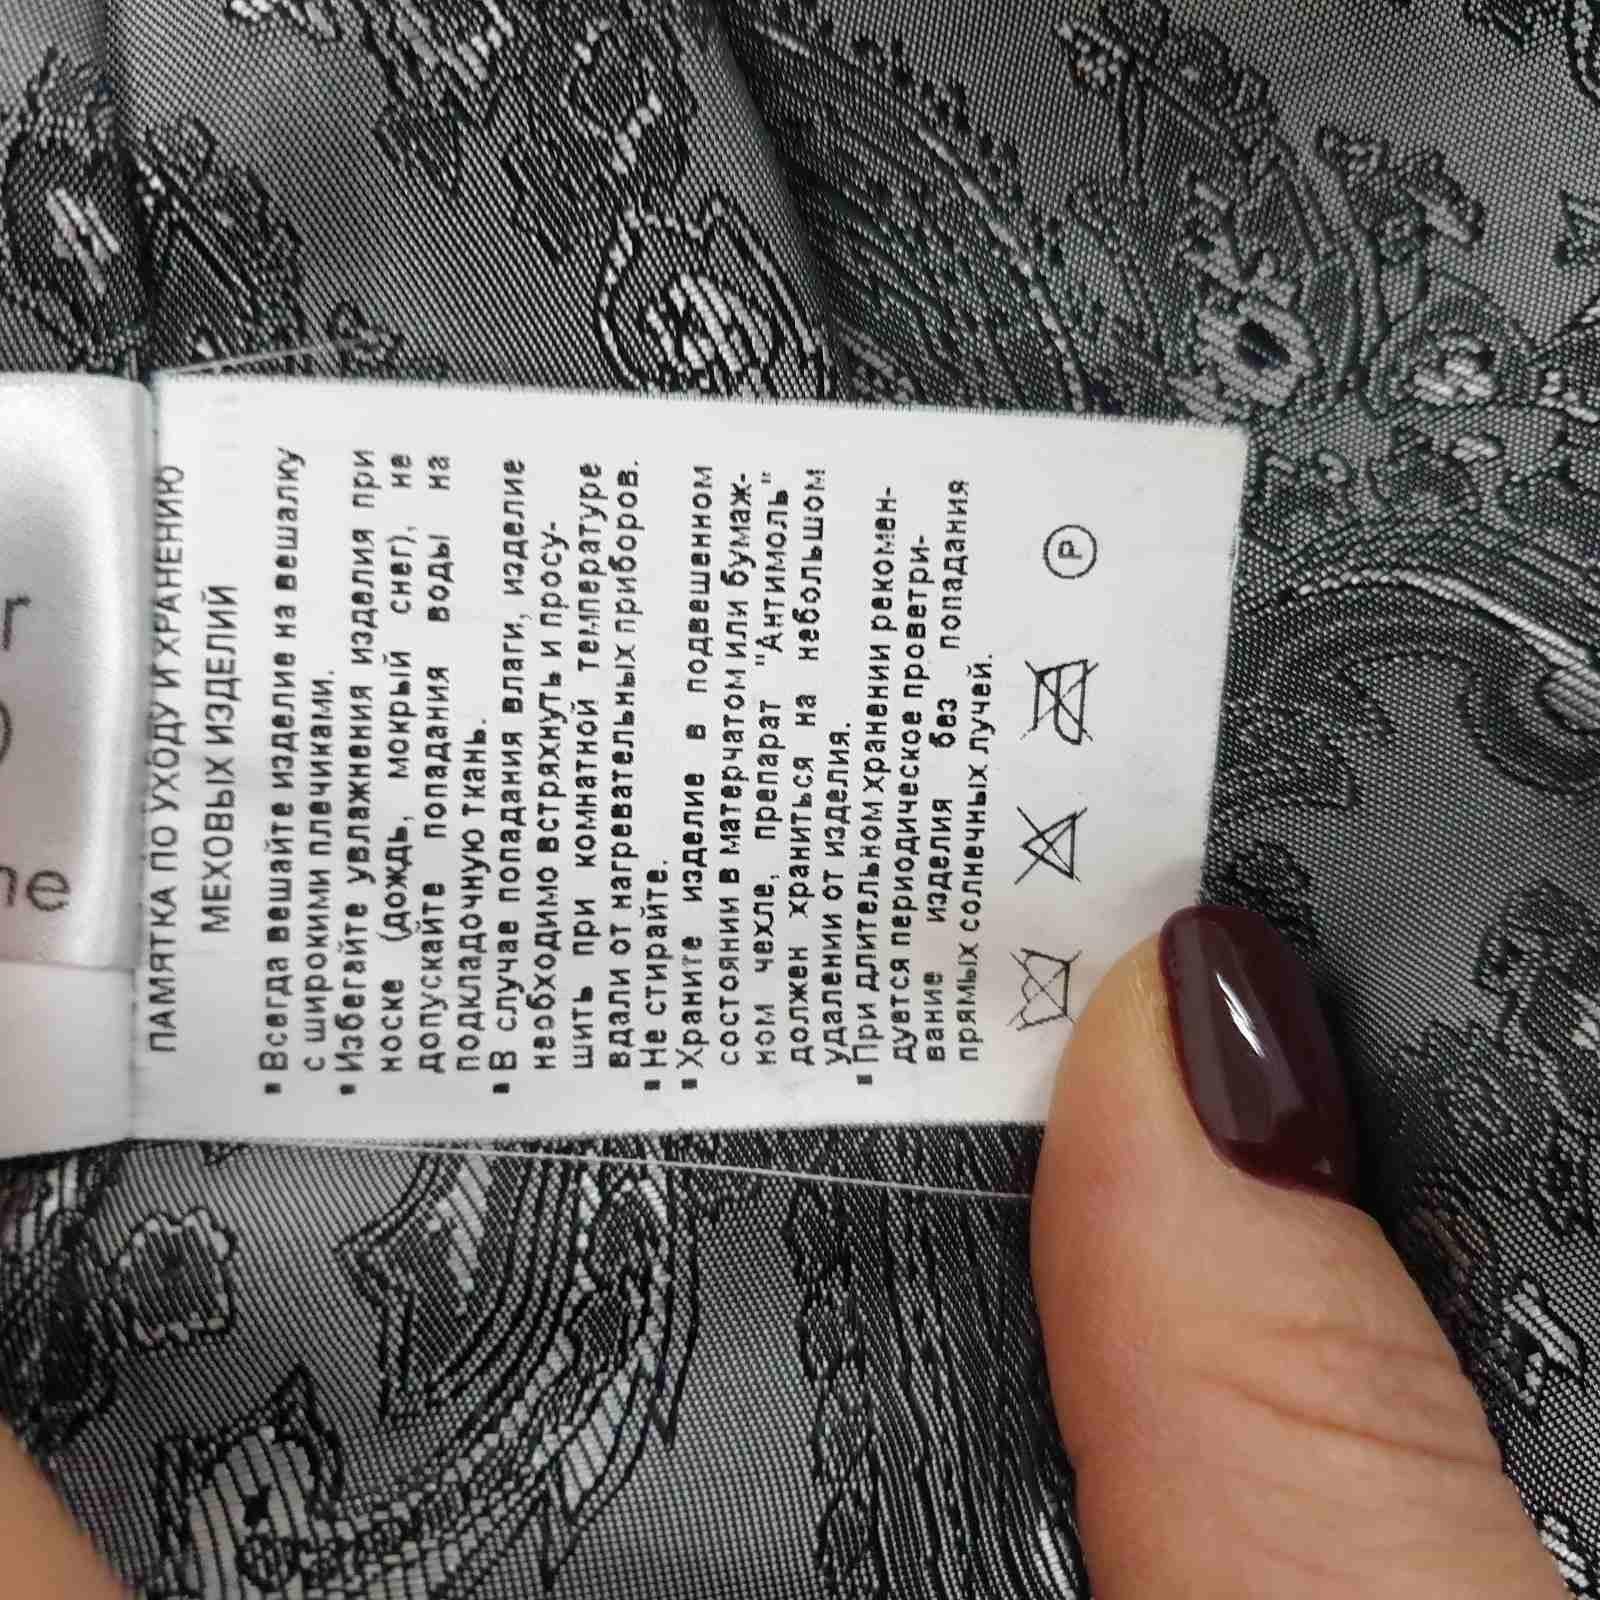 ПАМЯТКА ПО УХОДУ И ХРАНЕНИЮ
МЕХОВЫХ ИЗДЕЛИЙ
▪ Всегда вешайте изделие на вешалку
с широкими плечиками.
▪ Избегайте увлажнения изделия при
носке (дождь, мокрый снег), не
допускайте попадания воды на
подкладочную ткань.
▪ В случае попадания влаги, изделие
необходимо встряхнуть и просу-
шить при комнатной температуре
вдали от нагревательных приборов.
▪ Не стирайте.
▪ Храните изделие в подвешенном
состоянии в матерчатом или бумаж-
ном чехле, препарат "Антимоль"
должен храниться на небольшом
удалении от изделия.
▪ При длительном хранении рекомен-
дуется периодическое проветри-
вание изделия без попадания
прямых солнечных лучей.
P